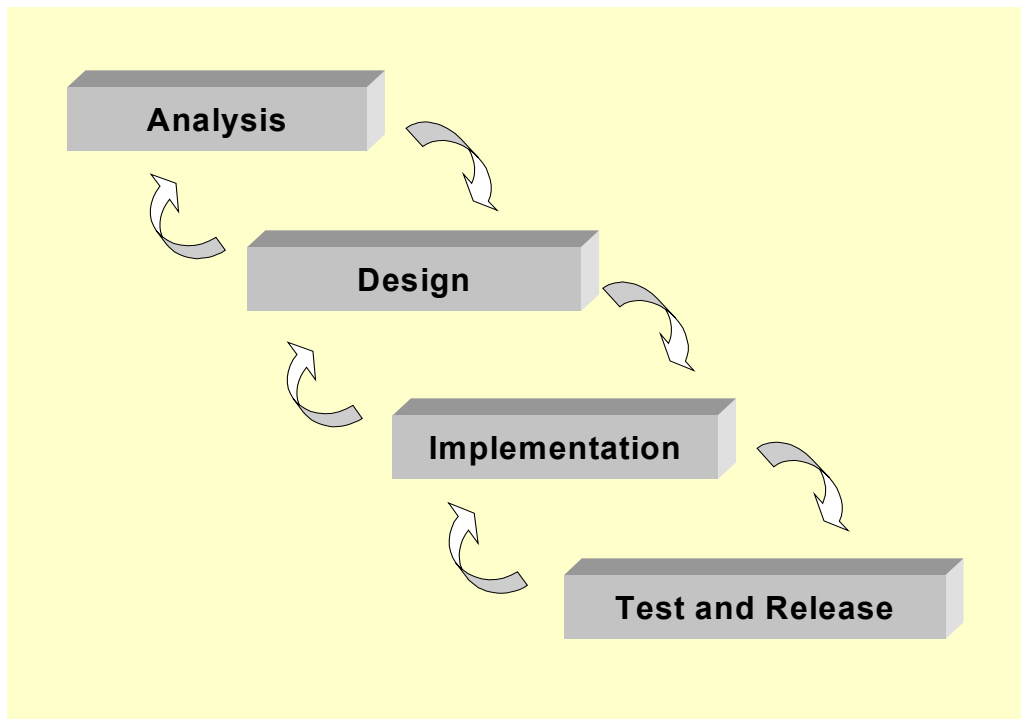 Analysis
Design
Implementation
Test and Release